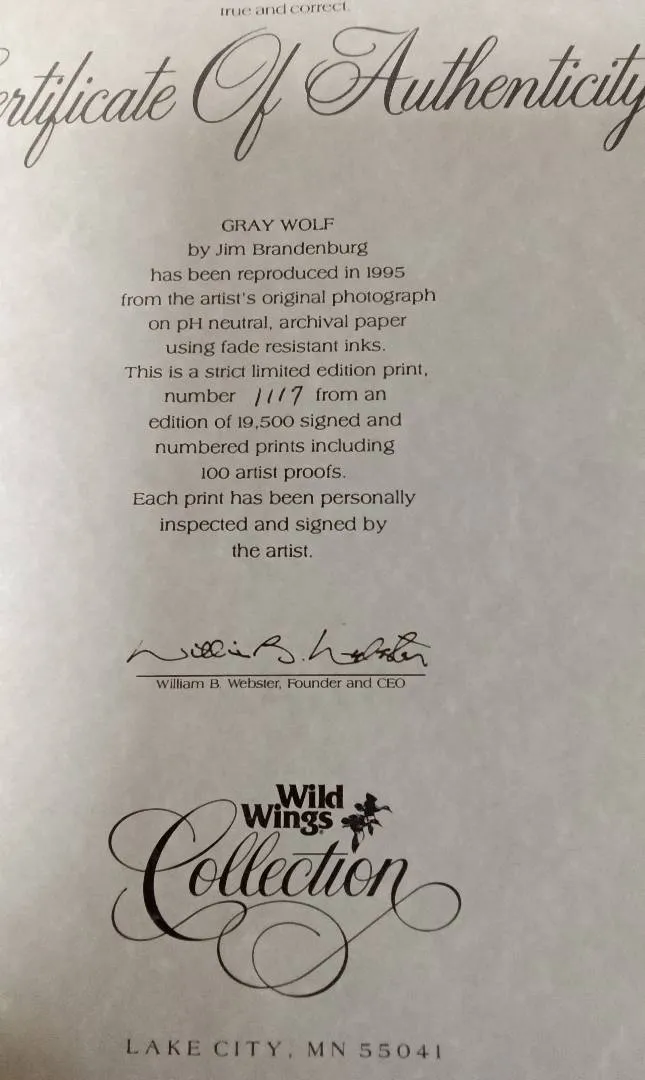 true and correct.
ertificate Of Authenticity
GRAY WOLF
by Jim Brandenburg
has been reproduced in 1995
from the artist's original photograph
on pH neutral, archival paper
using fade resistant inks.
This is a strict limited edition print,
number 1117 from an
edition of 19,500 signed and
numbered prints including
100 artist proofs.
Each print has been personally
inspected and signed by
the artist.
William B. Webster
William B. Webster, Founder and CEO
Wild
Wings
Collection
LAKE CITY, MN 55041